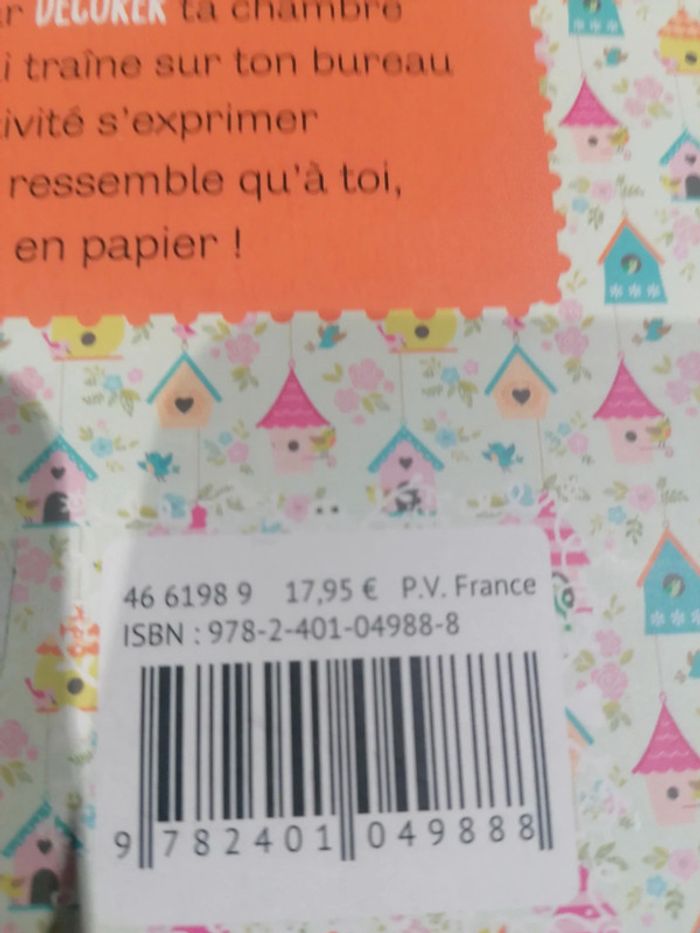 DÉCORER ta chambre
traîne sur ton bureau
s'exprimer
ressemble qu'à toi,
en papier !
46 6198 9 17,95 € P.V. France
ISBN : 978-2-401-04988-8
9 782401 049888